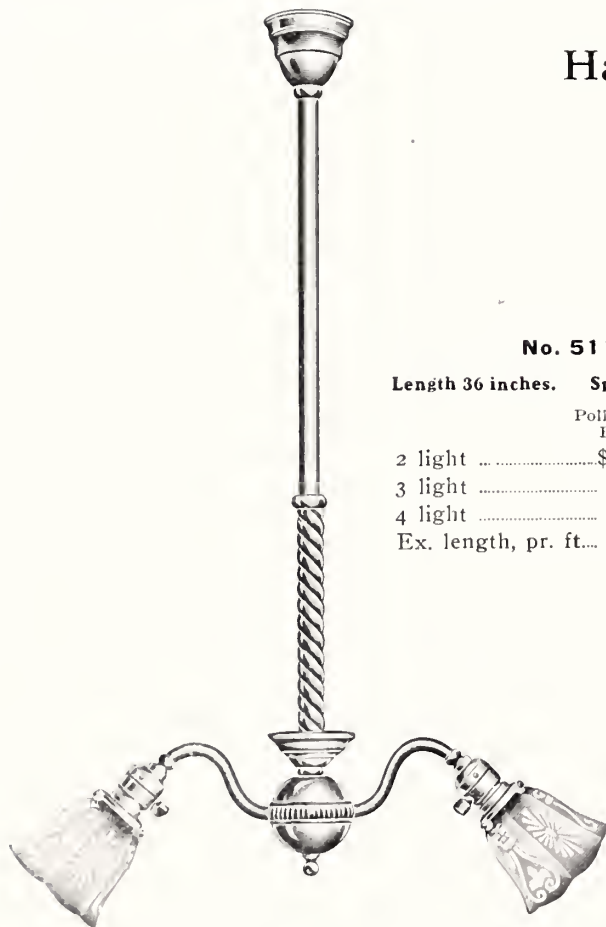 Ha
No. 51
Length 36 inches.
2 light ... $
3 light ...
4 light ...
Ex. length, pr. ft....